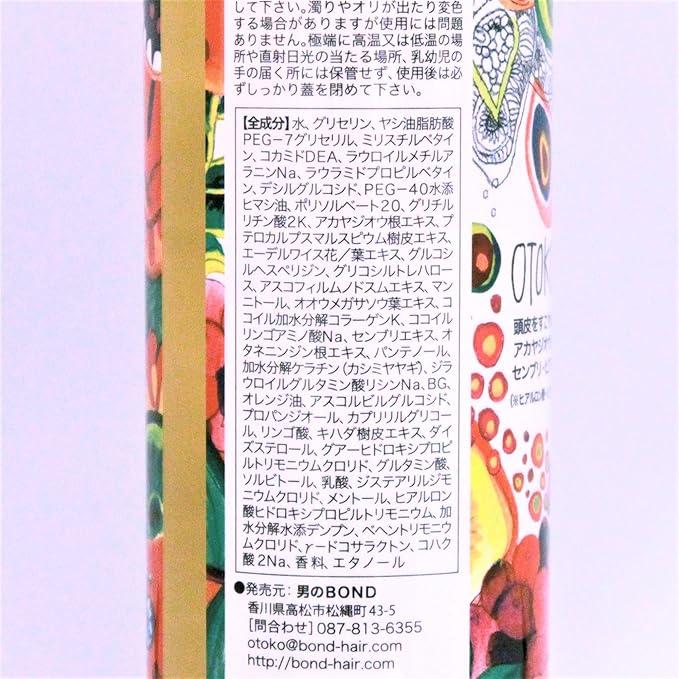 して下さい。濁りやオリが出たり変色
する場合がありますが使用には問題
ありません。極端に高温又は低温の場
所や直射日光の当たる場所、乳幼児の
手の届く所には保管せず、使用後は必
ずしっかり蓋を閉めて下さい。
【全成分】水、グリセリン、ヤシ油脂肪酸
PEG-7グリセリル、ミリスチルベタイ
ン、コカミドDEA、ラウロイルメチルア
ラニンNa、ラウラミドプロピルベタイ
ン、デシルグルコシド、PEG-40水添
ヒマシ油、ポリソルベート20、グリチル
リチン酸2K、アカヤジオウ根エキス、プ
テロカルプスマルスピウム樹皮エキス、
エーデルワイス花/葉エキス、グルコシ
ルヘスペリジン、グリコシルトレハロー
ス、アスコフィルムノドスムエキス、マン
ニトール、オオウメガサソウ葉エキス、コ
コイル加水分解コラーゲンK、ココイル
リンゴアミノ酸Na、センブリエキス、オ
タネニンジン根エキス、パンテノール、
加水分解ケラチン(カシミヤヤギ)、ジラ
ウロイルグルタミン酸リシンNa、BG、
オレンジ油、アスコルビルグルコシド、
プロパンジオール、カプリリルグリコー
ル、リンゴ酸、キハダ樹皮エキス、ダイ
ズステロール、グアーヒドロキシプロピ
ルトリモニウムクロリド、グルタミン酸、
ソルビトール、乳酸、ジステアリルジモ
ニウムクロリド、メントール、ヒアルロン
酸ヒドロキシプロピルトリモニウム、加
水分解水添デンプン、ベヘントリモニウ
ムクロリド、γ-ドコサラクトン、コハク
酸2Na、香料、エタノール
●発売元:男のBOND
香川県高松市松縄町43-5
[問合わせ]087-813-6355
otoko@bond-hair.com
http://bond-hair.com
OTOK
頭皮をすこ
アカヤジオウ
センブリ・ヒ
(※ヒアルロン酸